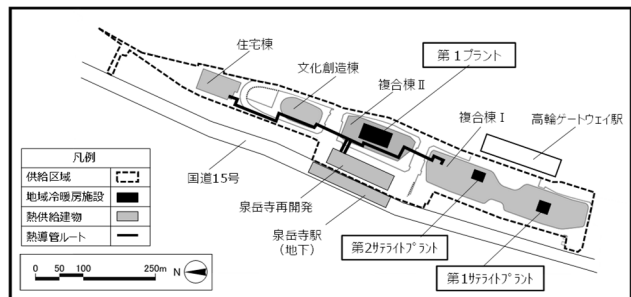 住宅棟
文化創造棟
複合棟Ⅱ
第1プラント
複合棟Ⅰ
高輪ゲートウェイ駅
凡例
供給区域
地域冷暖房施設
熱供給建物
熱導管ルート
国道15号
泉岳寺再開発
泉岳寺駅
(地下)
第2サテライトプラント
第1サテライトプラント
0 50 100 250m N